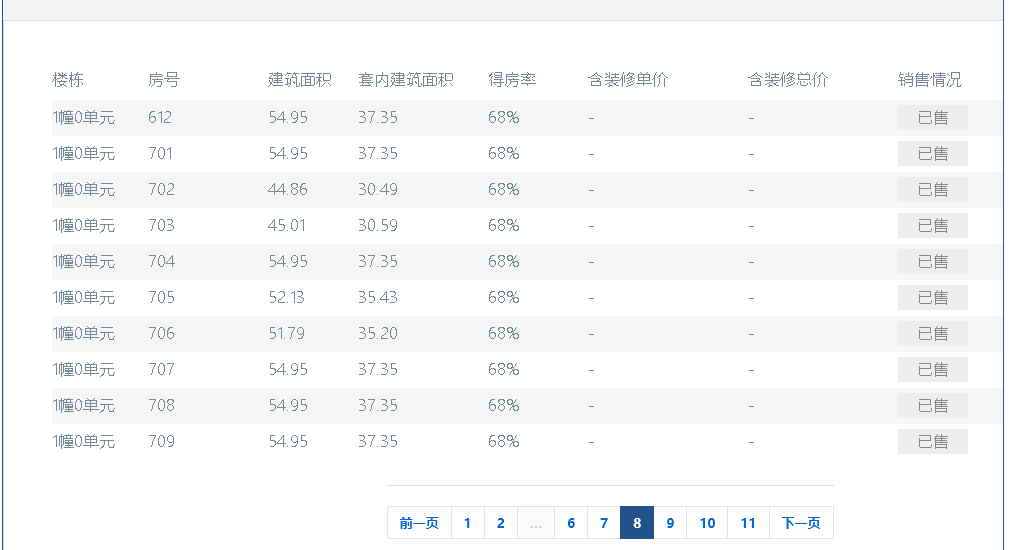 楼栋 房号 建筑面积 套内建筑面积 得房率 含装修单价 含装修总价 销售情况
1幢0单元 612 54.95 37.35 68% - - 已售
1幢0单元 701 54.95 37.35 68% - - 已售
1幢0单元 702 44.86 30.49 68% - - 已售
1幢0单元 703 45.01 30.59 68% - - 已售
1幢0单元 704 54.95 37.35 68% - - 已售
1幢0单元 705 52.13 35.43 68% - - 已售
1幢0单元 706 51.79 35.20 68% - - 已售
1幢0单元 707 54.95 37.35 68% - - 已售
1幢0单元 708 54.95 37.35 68% - - 已售
1幢0单元 709 54.95 37.35 68% - - 已售
前一页 1 2 ... 6 7 8 9 10 11 下一页